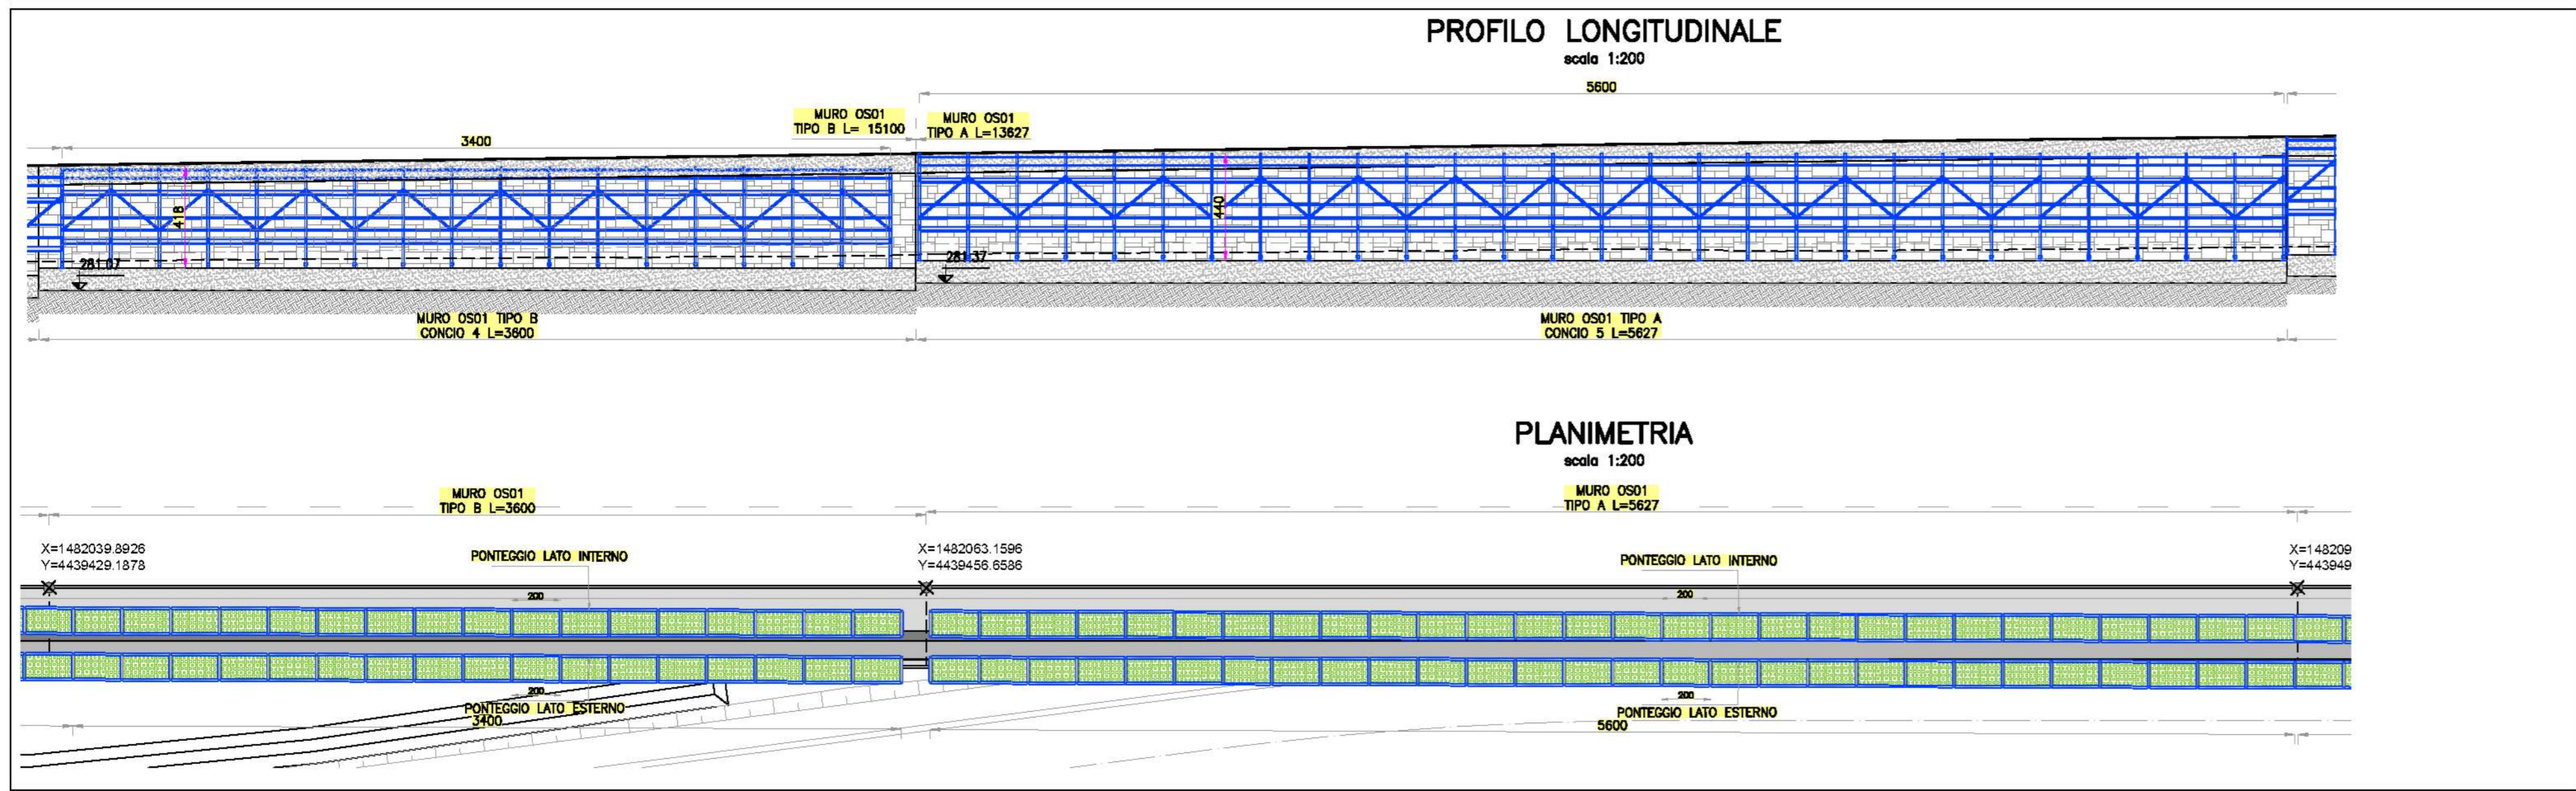 PROFILO LONGITUDINALE
scala 1:200
5600
MURO OS01
TIPO B L= 15100
MURO OS01
TIPO A L=13627
3400
418
440
281.07
281.37
MURO OS01 TIPO B
CONCIO 4 L=3600
MURO OS01 TIPO A
CONCIO 5 L=5627
PLANIMETRIA
scala 1:200
MURO OS01
TIPO B L=3600
MURO OS01
TIPO A L=5627
X=1482039.8926
Y=4439429.1878
PONTEGGIO LATO INTERNO
X=1482063.1596
Y=4439456.6586
PONTEGGIO LATO INTERNO
X=148209
Y=443949
200
200
200
200
PONTEGGIO LATO ESTERNO
3400
PONTEGGIO LATO ESTERNO
5600